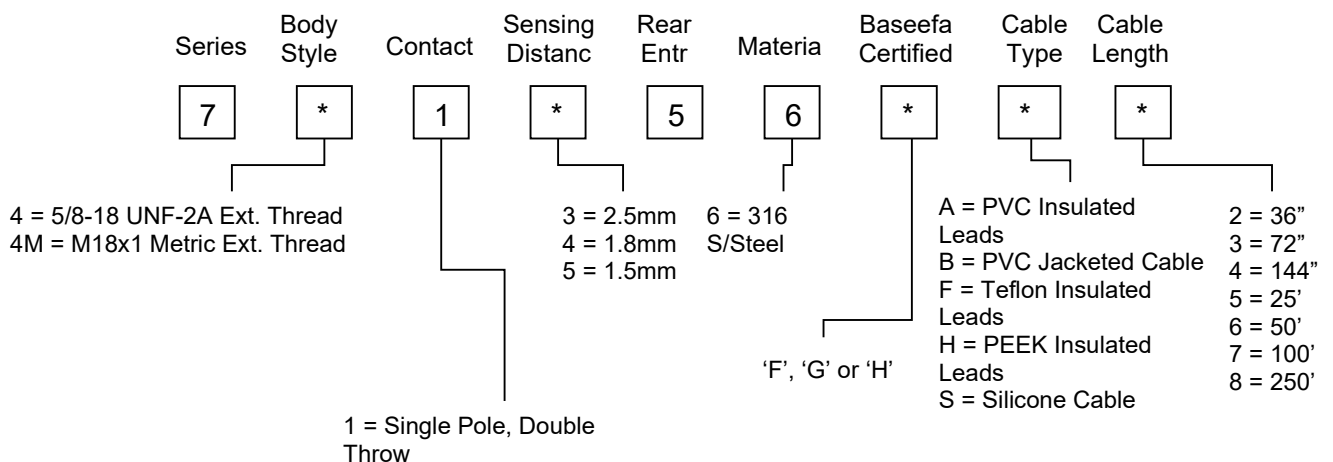 Series
Body
Style
Contact
Sensing
Distanc
Rear
Entr
Materia
Baseefa
Certified
Cable
Type
Cable
Length
7
*
1
*
5
6
*
*
*
4 = 5/8-18 UNF-2A Ext. Thread
4M = M18x1 Metric Ext. Thread
1 = Single Pole, Double
Throw
3 = 2.5mm
4 = 1.8mm
5 = 1.5mm
6 = 316
S/Steel
‘F’, ‘G’ or ‘H’
A = PVC Insulated
Leads
B = PVC Jacketed Cable
F = Teflon Insulated
Leads
H = PEEK Insulated
Leads
S = Silicone Cable
2 = 36”
3 = 72”
4 = 144”
5 = 25’
6 = 50’
7 = 100’
8 = 250’